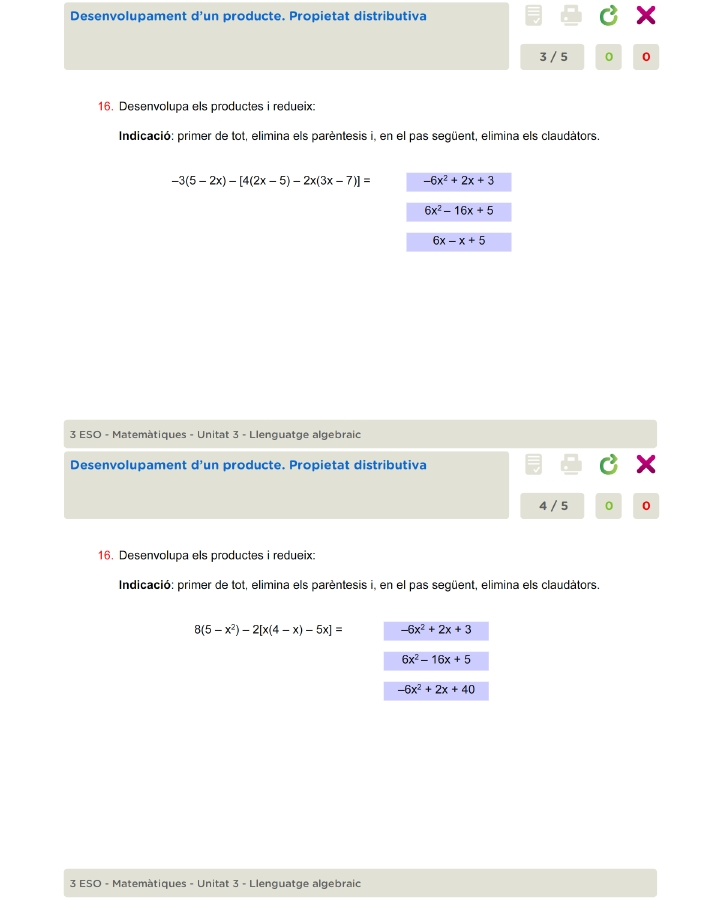 Desenvolupament d'un producte. Propietat distributiva
3 / 5 0 0
16. Desenvolupa els productes i redueix:
Indicació: primer de tot, elimina els parèntesis i, en el pas següent, elimina els claudàtors.
–3(5 – 2x) – [4(2x – 5) – 2x(3x – 7)] = –6x² + 2x + 3
6x² – 16x + 5
6x – x + 5
3 ESO - Matemàtiques - Unitat 3 - Llenguatge algebraic
Desenvolupament d'un producte. Propietat distributiva
4 / 5 0 0
16. Desenvolupa els productes i redueix:
Indicació: primer de tot, elimina els parèntesis i, en el pas següent, elimina els claudàtors.
8(5 – x²) – 2[x(4 – x) – 5x] = –6x² + 2x + 3
6x² – 16x + 5
–6x² + 2x + 40
3 ESO - Matemàtiques - Unitat 3 - Llenguatge algebraic